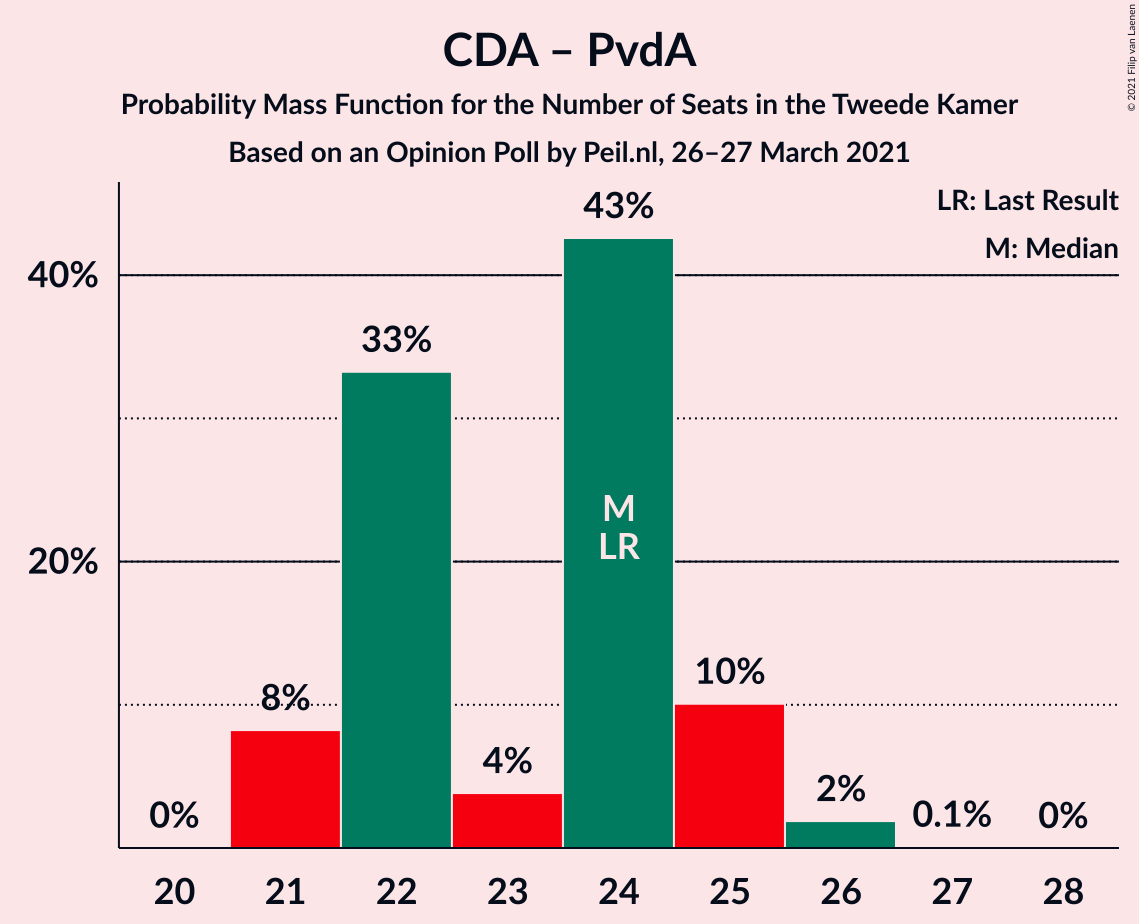 CDA – PvdA
Probability Mass Function for the Number of Seats in the Tweede Kamer
Based on an Opinion Poll by Peil.nl, 26–27 March 2021
© 2021 Filip van Laenen
LR: Last Result
M: Median
40%
20%
0%
8%
33%
4%
43%
10%
2%
0.1%
0%
M
LR
20 21 22 23 24 25 26 27 28